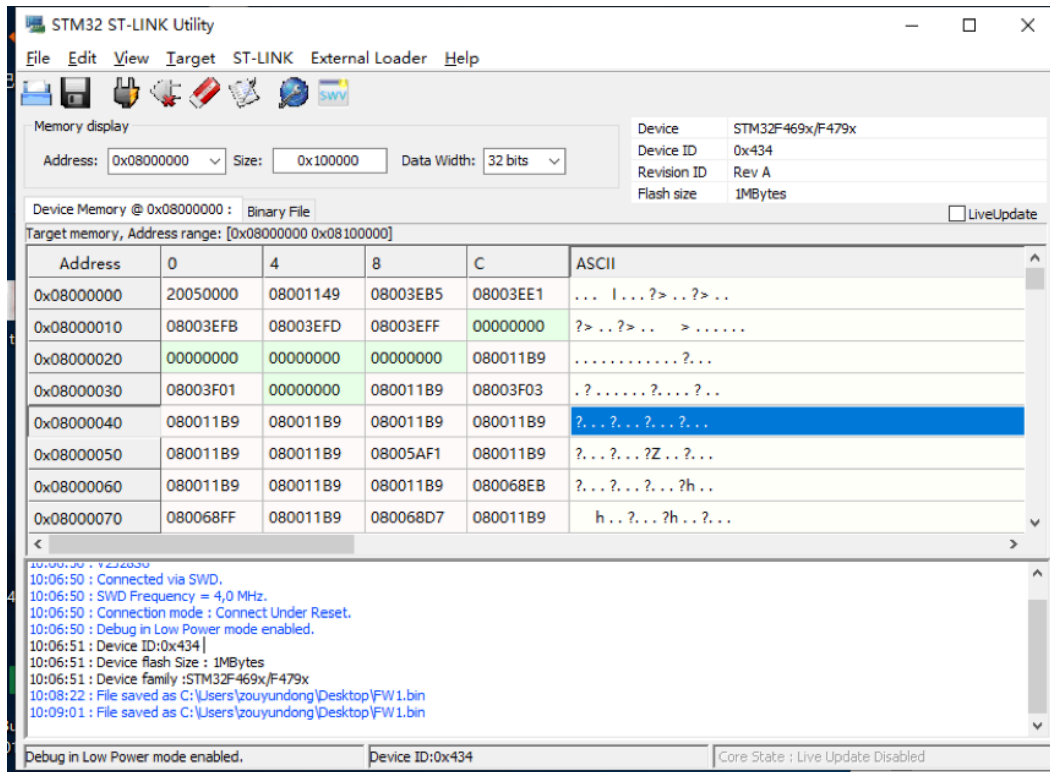 STM32 ST-LINK Utility
File Edit View Target ST-LINK External Loader Help
SWV
Memory display
Address: 0x08000000 Size: 0x100000 Data Width: 32 bits
Device STM32F469x/F479x
Device ID 0x434
Revision ID Rev A
Flash size 1MBytes
Device Memory @ 0x08000000 : Binary File
LiveUpdate
Target memory, Address range: [0x08000000 0x08100000]
Address 0 4 8 C ASCII
0x08000000 20050000 08001149 08003EB5 08003EE1 ... I...?>..?>..
0x08000010 08003EFB 08003EFD 08003EFF 00000000 ?>..?>.. >......
0x08000020 00000000 00000000 00000000 080011B9 ............?...
0x08000030 08003F01 00000000 080011B9 08003F03 .?......?....?..
0x08000040 080011B9 080011B9 080011B9 080011B9 ?...?...?...?...
0x08000050 080011B9 080011B9 08005AF1 080011B9 ?...?...?Z..?...
0x08000060 080011B9 080011B9 080011B9 080068EB ?...?...?...?h..
0x08000070 080068FF 080011B9 080068D7 080011B9 h..?...?h..?...
10:06:50 : Connected via SWD.
10:06:50 : SWD Frequency = 4,0 MHz.
10:06:50 : Connection mode : Connect Under Reset.
10:06:50 : Debug in Low Power mode enabled.
10:06:51 : Device ID:0x434
10:06:51 : Device flash Size : 1MBytes
10:06:51 : Device family :STM32F469x/F479x
10:08:22 : File saved as C:\Users\zouyundong\Desktop\FW1.bin
10:09:01 : File saved as C:\Users\zouyundong\Desktop\FW1.bin
Debug in Low Power mode enabled. Device ID:0x434 Core State : Live Update Disabled